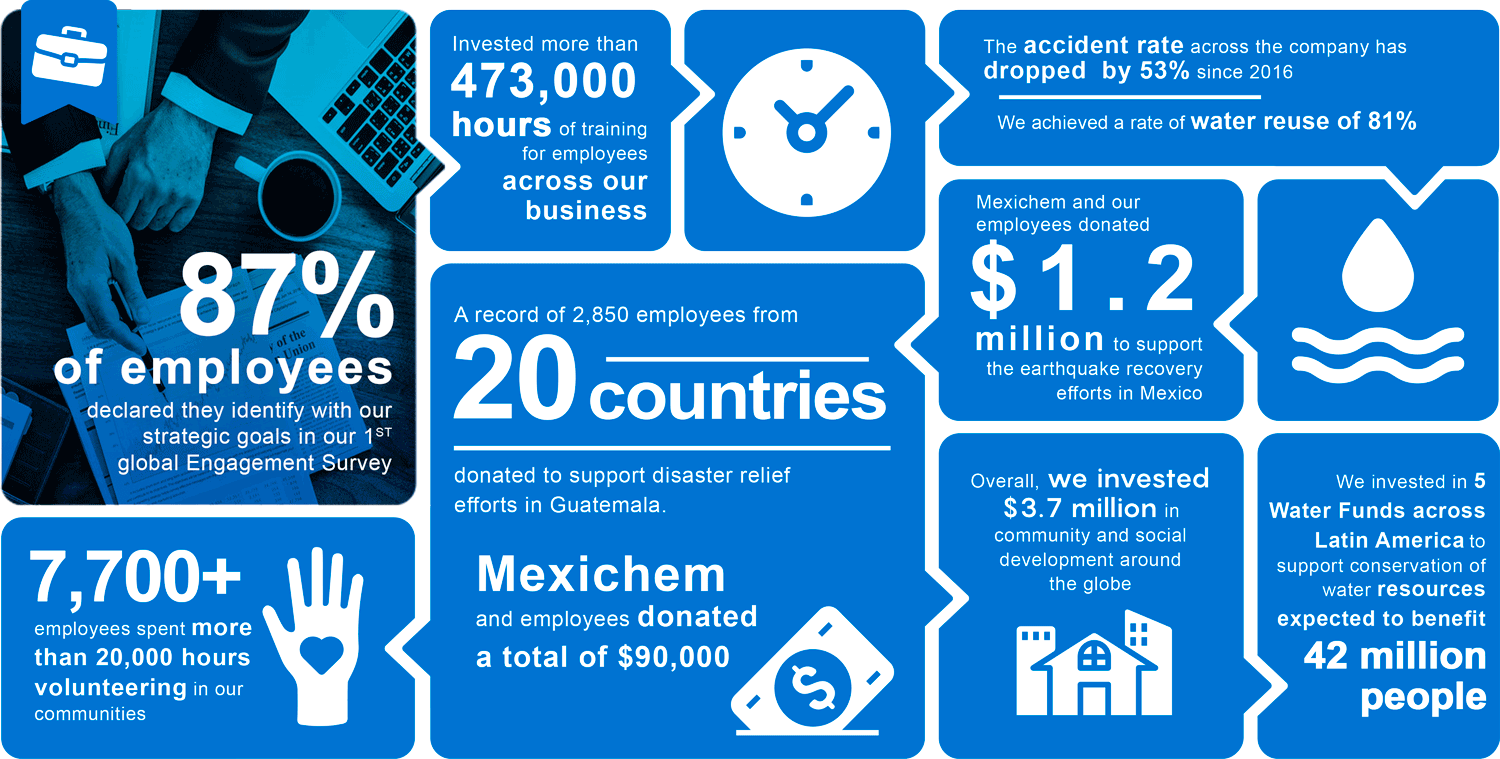 87%
of employees
declared they identify with our
strategic goals in our 1ST
global Engagement Survey
Invested more than
473,000
hours of training
for employees
across our
business
The accident rate across the company has
dropped by 53% since 2016
We achieved a rate of water reuse of 81%
Mexichem and our
employees donated
$1.2
million to support
the earthquake recovery
efforts in Mexico
A record of 2,850 employees from
20 countries
donated to support disaster relief
efforts in Guatemala.
Mexichem
and employees donated
a total of $90,000
7,700+
employees spent more
than 20,000 hours
volunteering in our
communities
Overall, we invested
$3.7 million in
community and social
development around
the globe
We invested in 5
Water Funds across
Latin America to
support conservation of
water resources
expected to benefit
42 million
people